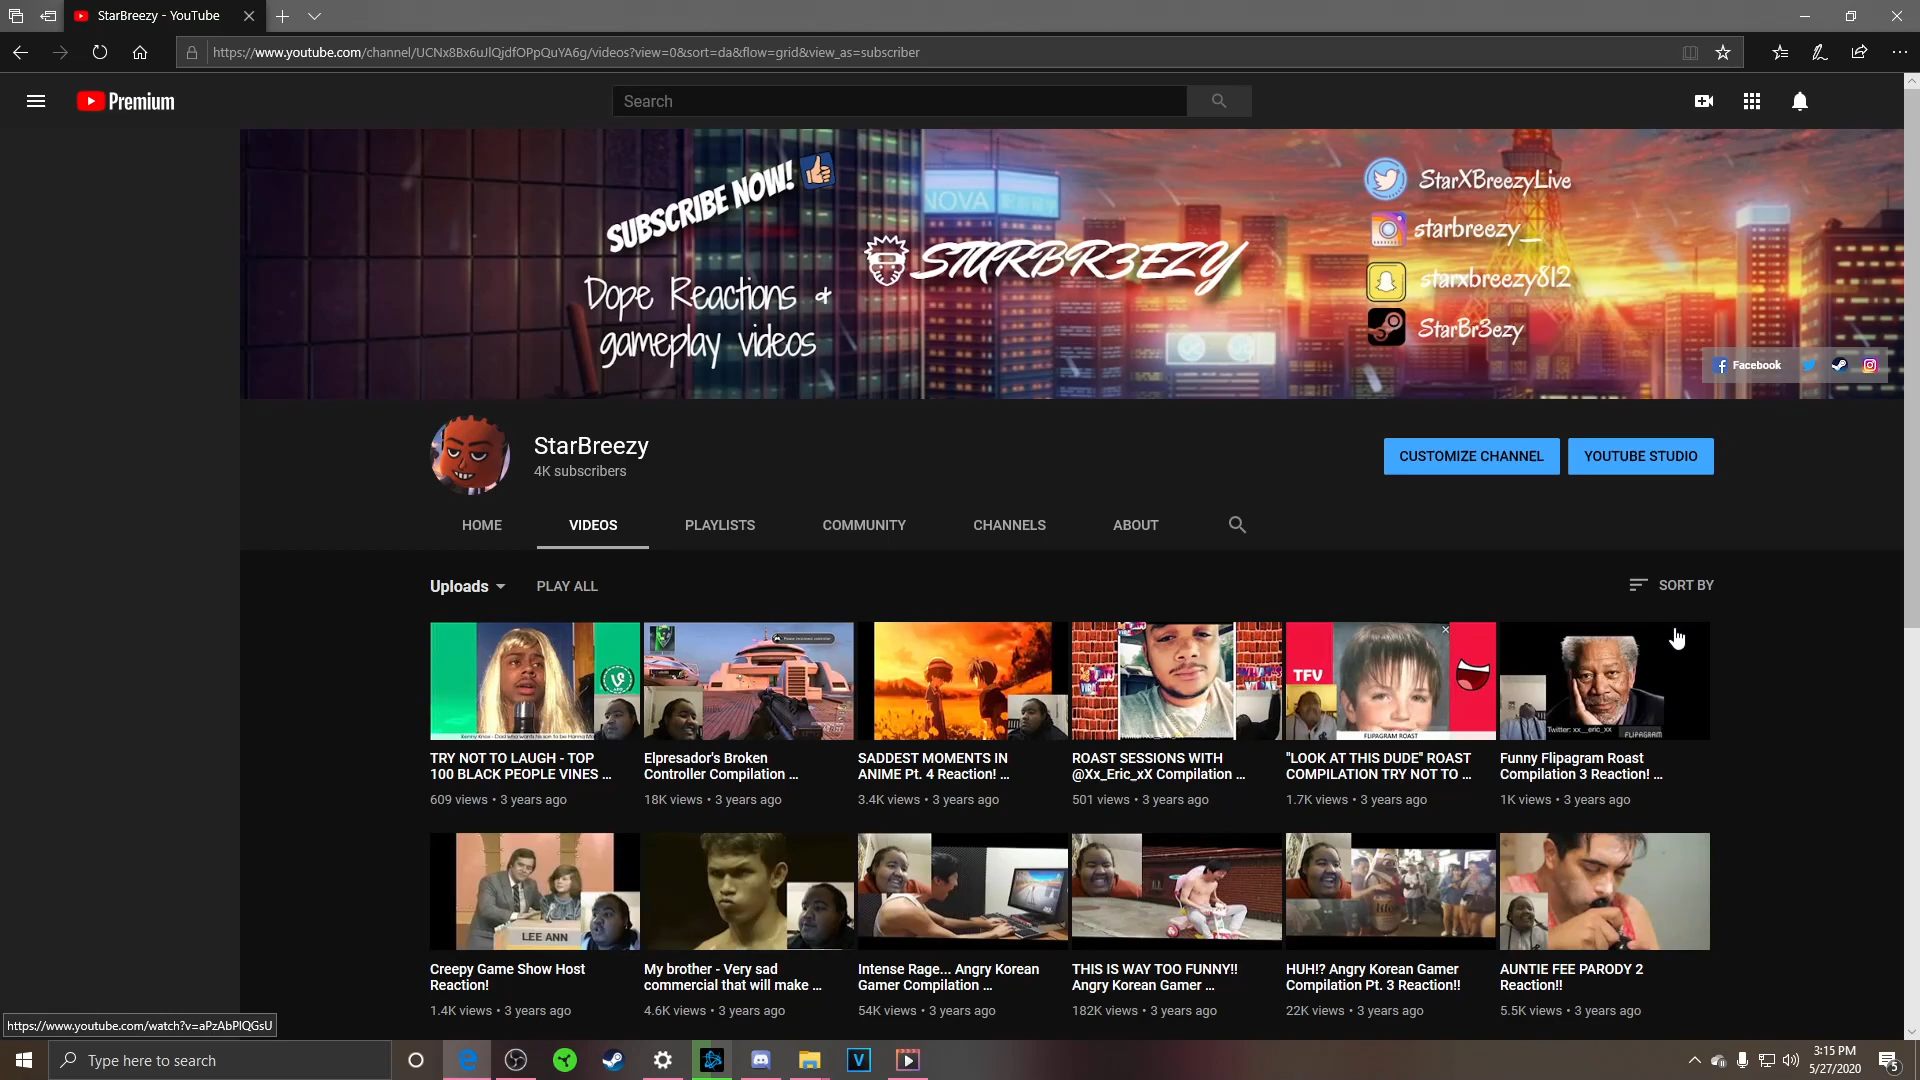 StarBreezy - YouTube
https://www.youtube.com/channel/UCNx8Bx6uJlQjdfOPpQuYA6g/videos?view=0&sort=da&flow=grid&view_as=subscriber
Premium
Search
SUBSCRIBE NOW!
Dope Reactions &
gameplay videos
NOVA
STARBR3EZY
StarXBreezyLive
starbreezy__
starxbreezy812
StarBr3ezy
Facebook
StarBreezy
4K subscribers
CUSTOMIZE CHANNEL
YOUTUBE STUDIO
HOME
VIDEOS
PLAYLISTS
COMMUNITY
CHANNELS
ABOUT
Uploads
PLAY ALL
SORT BY
TFV
FLIPAGRAM ROAST
Twitter: xx__eric_xx
FLIPAGRAM
TRY NOT TO LAUGH - TOP
100 BLACK PEOPLE VINES ...
609 views • 3 years ago
Elpresador's Broken
Controller Compilation ...
18K views • 3 years ago
SADDEST MOMENTS IN
ANIME Pt. 4 Reaction! ...
3.4K views • 3 years ago
ROAST SESSIONS WITH
@Xx_Eric_xX Compilation ...
501 views • 3 years ago
"LOOK AT THIS DUDE" ROAST
COMPILATION TRY NOT TO ...
1.7K views • 3 years ago
Funny Flipagram Roast
Compilation 3 Reaction! ...
1K views • 3 years ago
LEE ANN
Creepy Game Show Host
Reaction!
1.4K views • 3 years ago
My brother - Very sad
commercial that will make ...
4.6K views • 3 years ago
Intense Rage... Angry Korean
Gamer Compilation ...
54K views • 3 years ago
THIS IS WAY TOO FUNNY!!
Angry Korean Gamer ...
182K views • 3 years ago
HUH!? Angry Korean Gamer
Compilation Pt. 3 Reaction!!
22K views • 3 years ago
AUNTIE FEE PARODY 2
Reaction!!
5.5K views • 3 years ago
https://www.youtube.com/watch?v=aPzAbPlQGsU
Type here to search
3:15 PM
5/27/2020
5